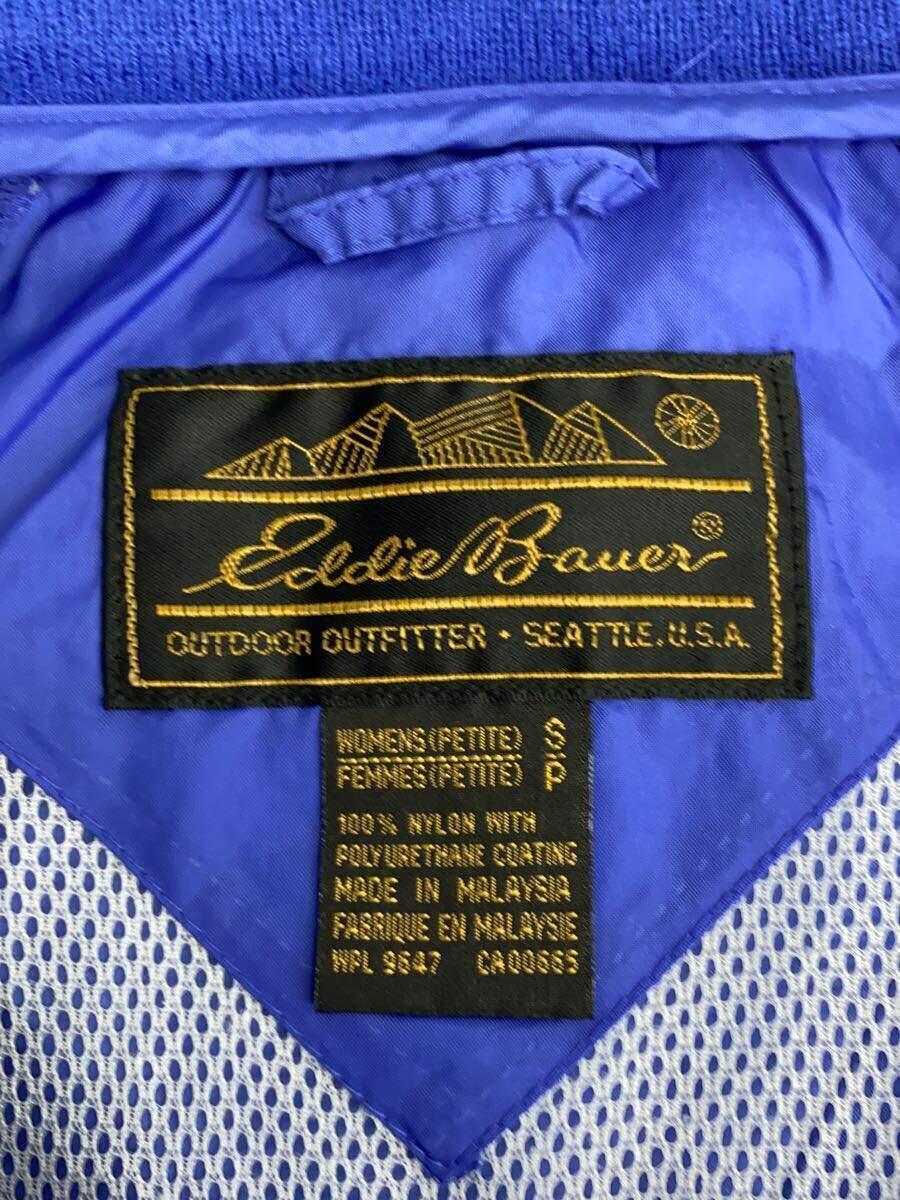 Eddie Bauer®
OUTDOOR OUTFITTER • SEATTLE, U.S.A.
WOMENS (PETITE) S
FEMMES (PETITE) P
100% NYLON WITH
POLYURETHANE COATING
MADE IN MALAYSIA
FABRIQUE EN MALAYSIE
WPL 9647 CA00665